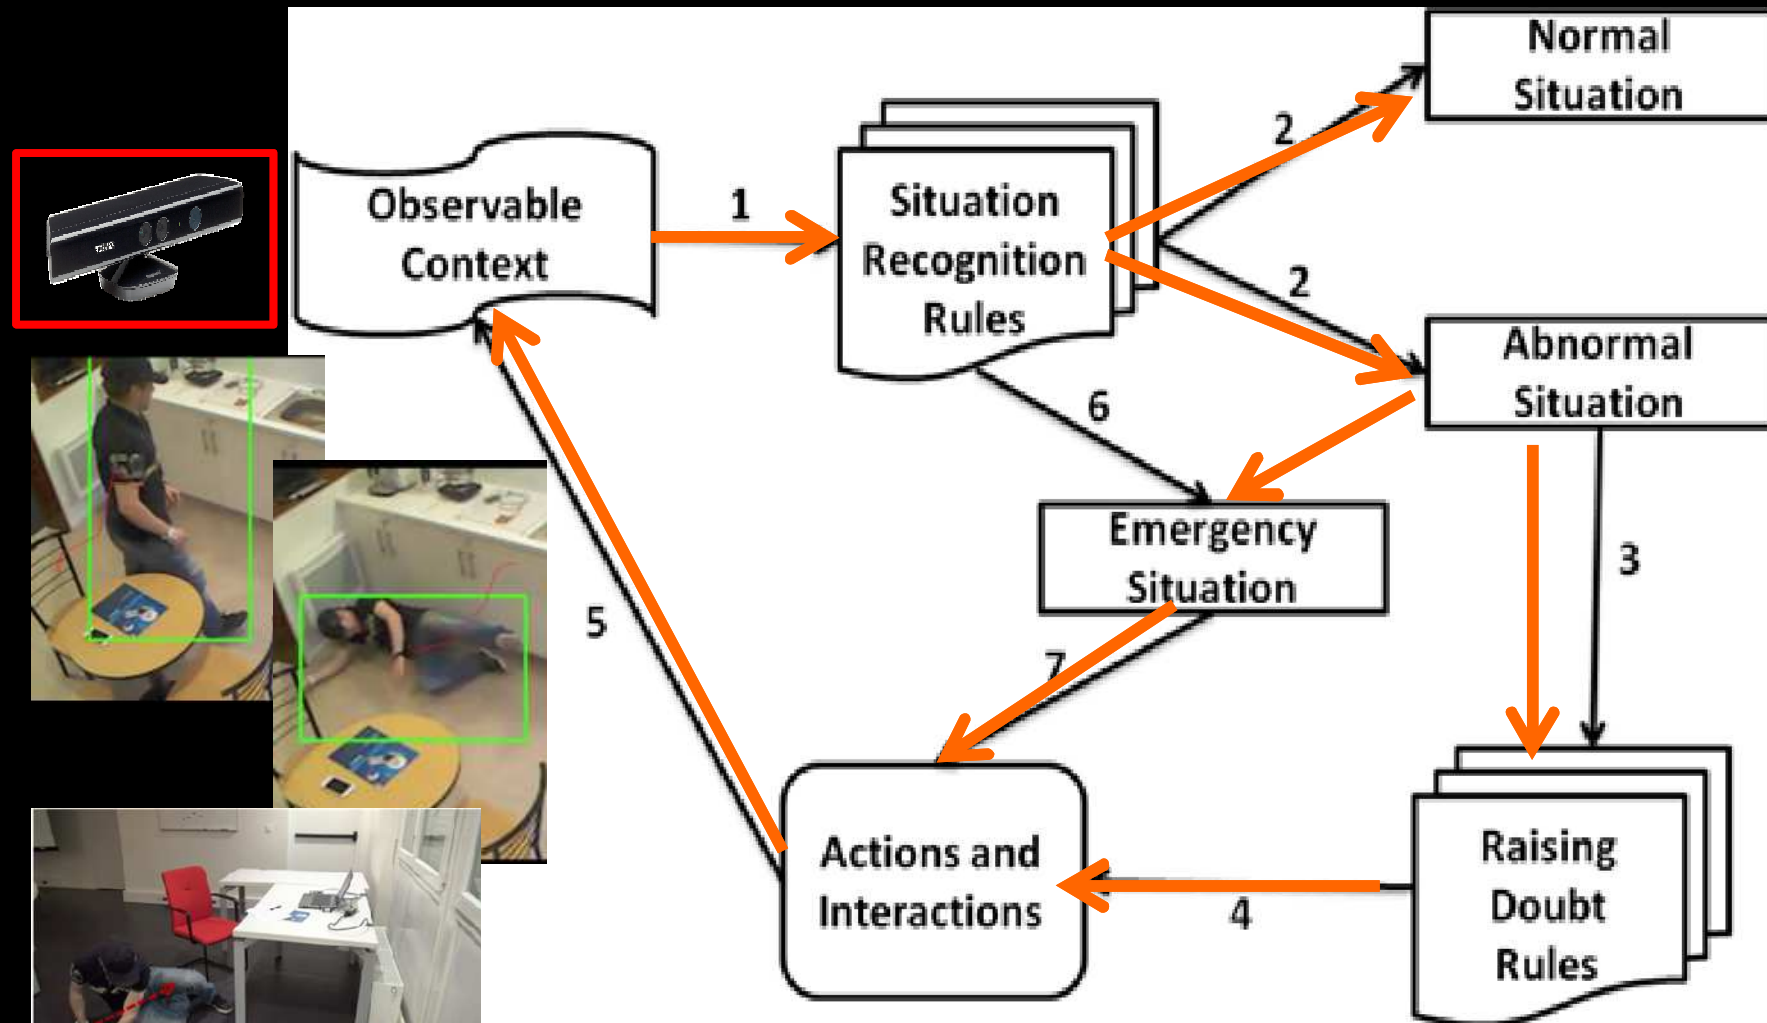 Normal
Situation
2
Observable
Context
1
Situation
Recognition
Rules
2
Abnormal
Situation
6
Emergency
Situation
3
5
7
Actions and
Interactions
4
Raising
Doubt
Rules